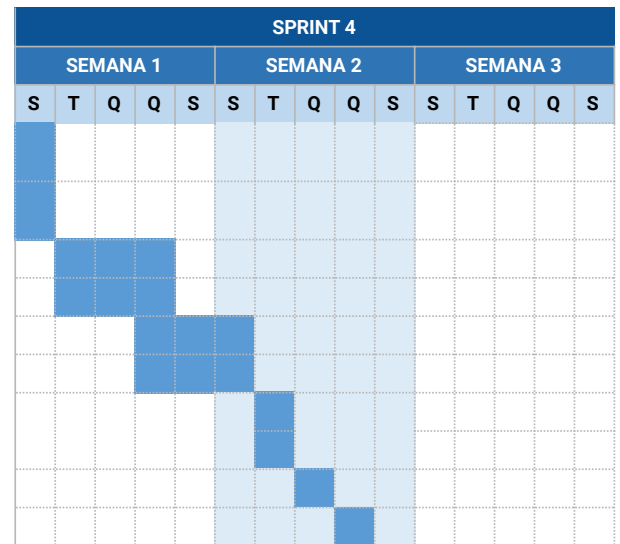 SPRINT 4
SEMANA 1 SEMANA 2 SEMANA 3
S T Q Q S S T Q Q S S T Q Q S